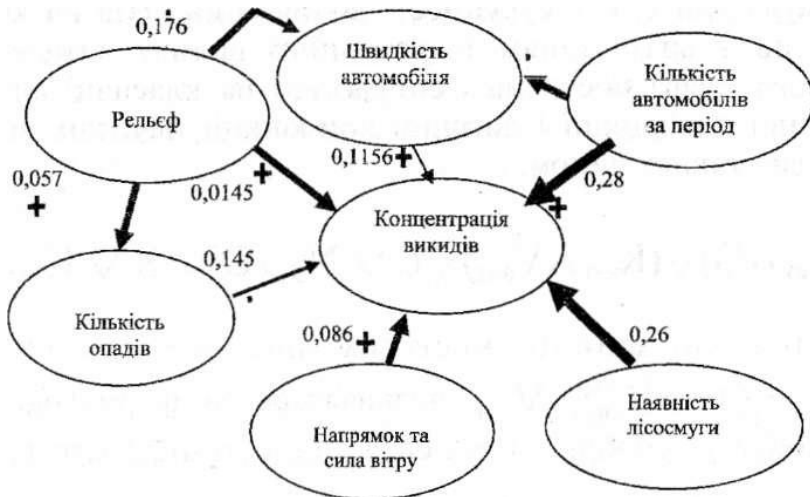 0,176
Швидкість
автомобіля
Кількість
автомобілів
за період
Рельєф
0,057
+
0,0145
+
0,1156
+
0,28
+
Концентрація
викидів
0,145
Кількість
опадів
0,086
+
0,26
Напрямок та
сила вітру
Наявність
лісосмуги